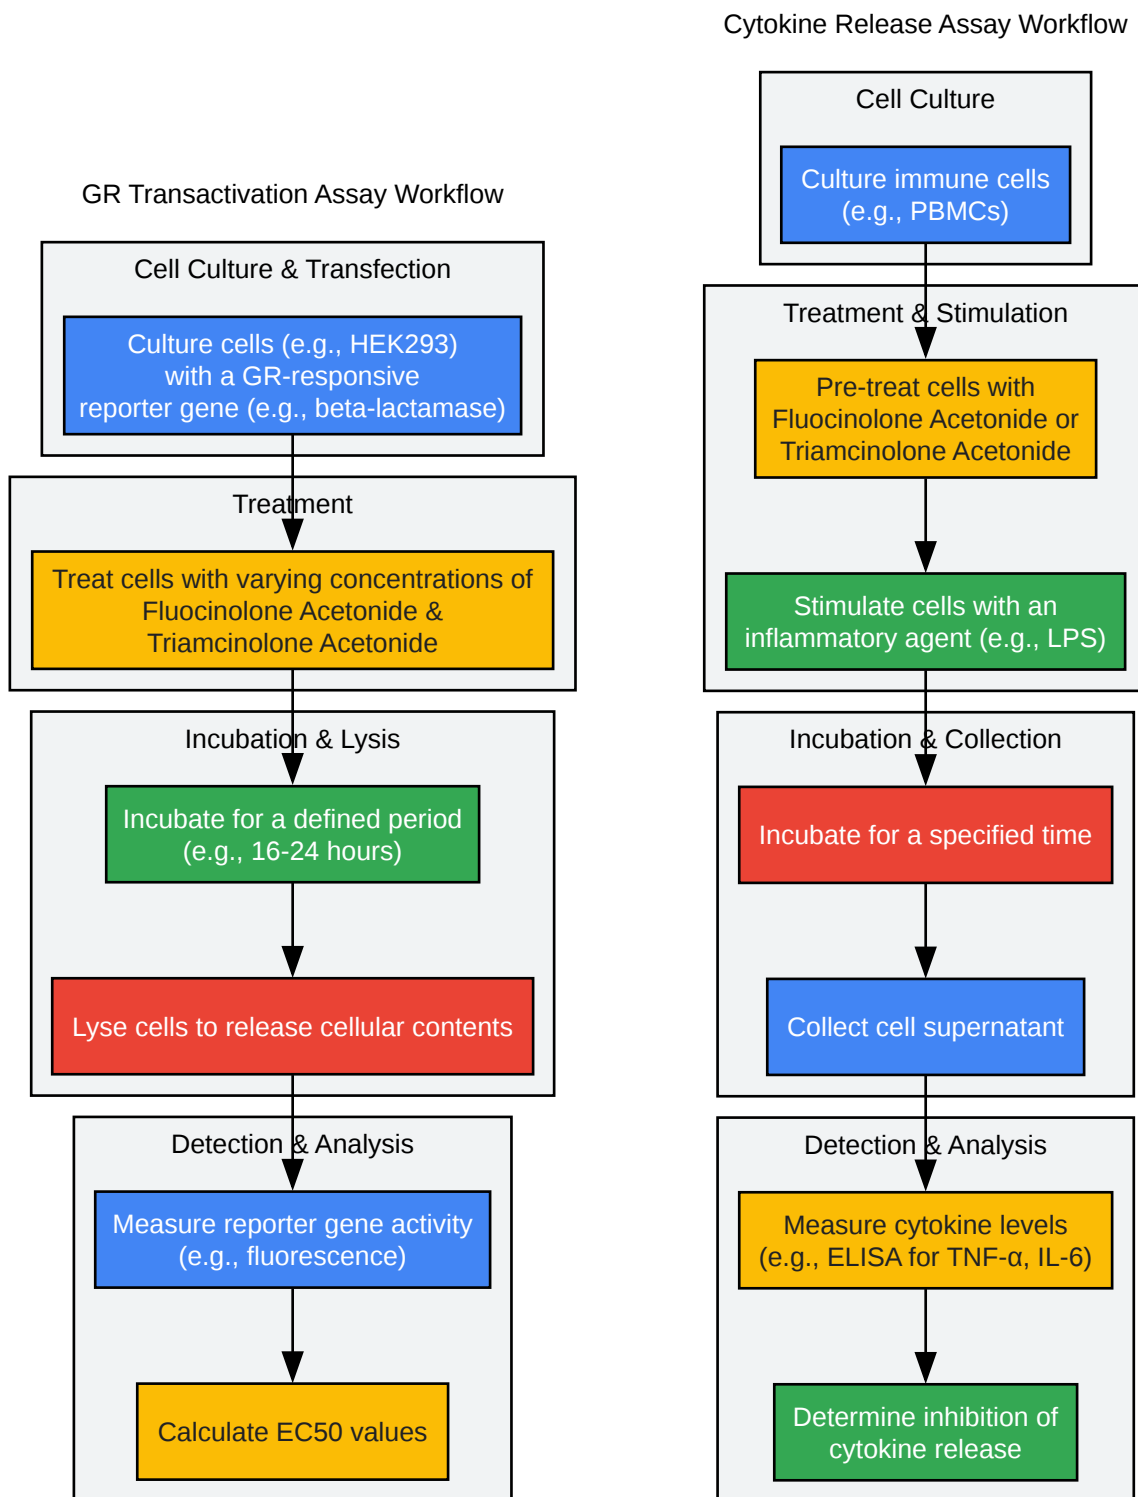 GR Transactivation Assay Workflow
Cell Culture & Transfection
Culture cells (e.g., HEK293)
with a GR-responsive
reporter gene (e.g., beta-lactamase)
Treatment
Treat cells with varying concentrations of
Fluocinolone Acetonide &
Triamcinolone Acetonide
Incubation & Lysis
Incubate for a defined period
(e.g., 16-24 hours)
Lyse cells to release cellular contents
Detection & Analysis
Measure reporter gene activity
(e.g., fluorescence)
Calculate EC50 values
Cytokine Release Assay Workflow
Cell Culture
Culture immune cells
(e.g., PBMCs)
Treatment & Stimulation
Pre-treat cells with
Fluocinolone Acetonide or
Triamcinolone Acetonide
Stimulate cells with an
inflammatory agent (e.g., LPS)
Incubation & Collection
Incubate for a specified time
Collect cell supernatant
Detection & Analysis
Measure cytokine levels
(e.g., ELISA for TNF-α, IL-6)
Determine inhibition of
cytokine release